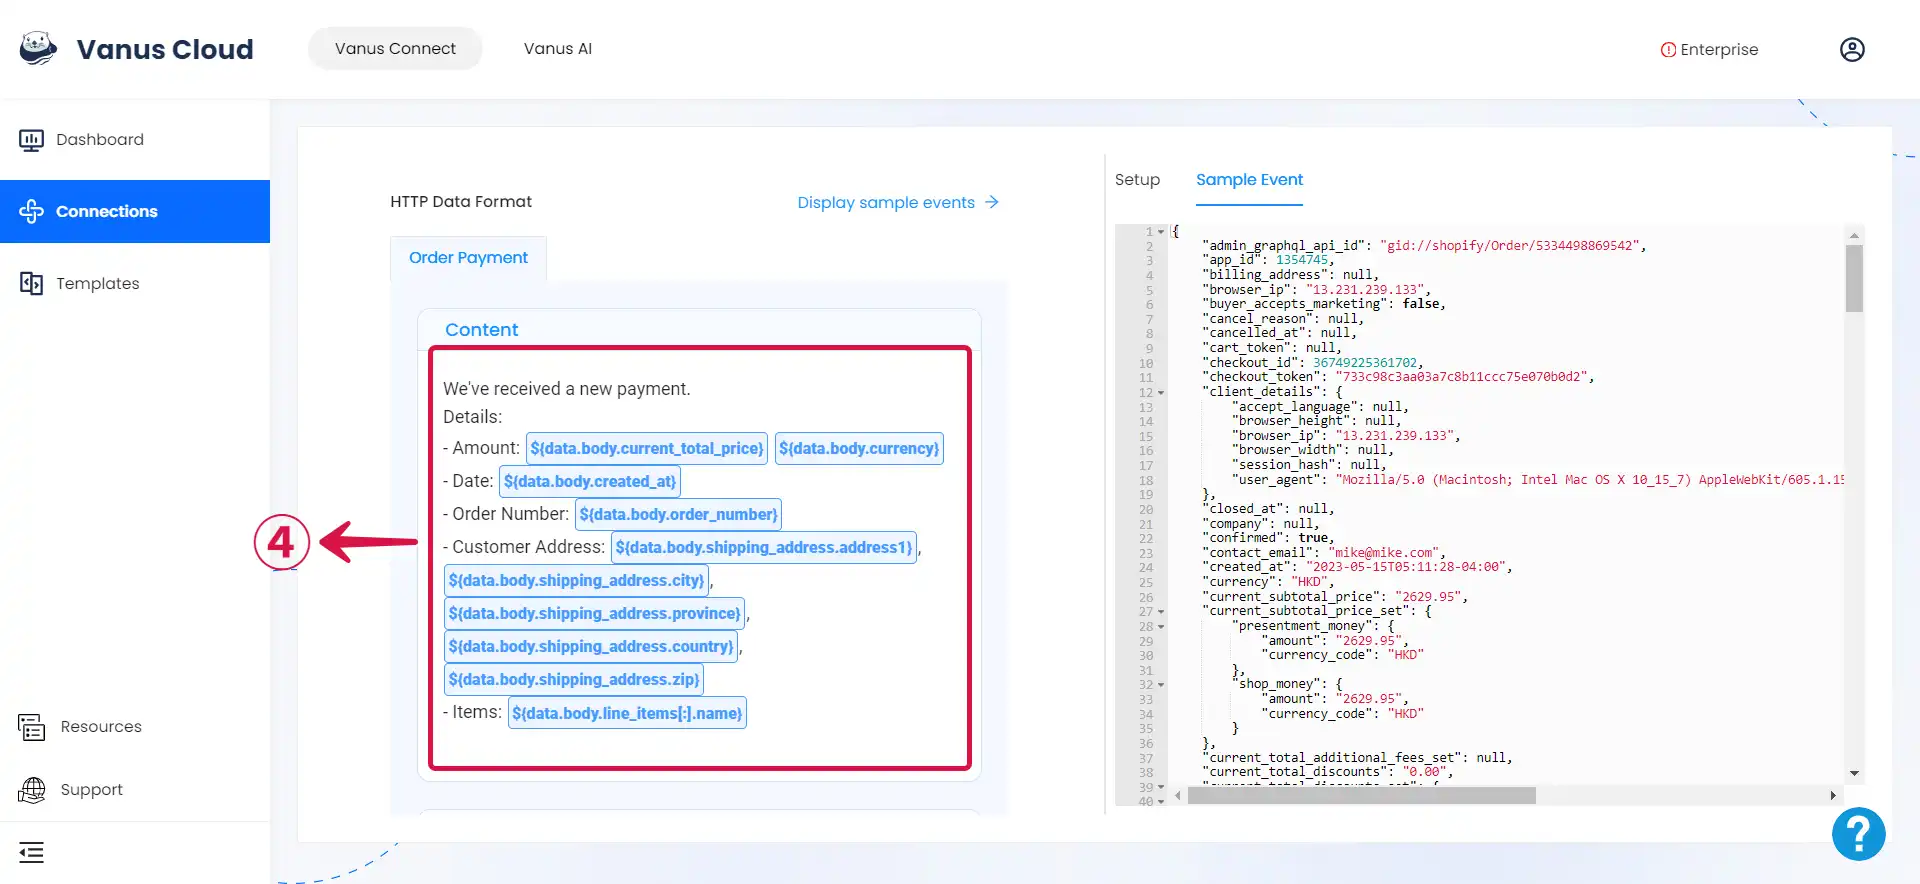 Vanus Cloud
Vanus Connect
Vanus AI
Enterprise
Dashboard
Connections
Templates
Resources
Support
HTTP Data Format
Display sample events →
Order Payment
Content
We've received a new payment.
Details:
- Amount: ${data.body.current_total_price} ${data.body.currency}
- Date: ${data.body.created_at}
- Order Number: ${data.body.order_number}
- Customer Address: ${data.body.shipping_address.address1},
${data.body.shipping_address.city},
${data.body.shipping_address.province},
${data.body.shipping_address.country},
${data.body.shipping_address.zip}
- Items: ${data.body.line_items[:].name}
4
Setup
Sample Event
1 {
2 "admin_graphql_api_id": "gid://shopify/Order/5334498869542",
3 "app_id": 1354745,
4 "billing_address": null,
5 "browser_ip": "13.231.239.133",
6 "buyer_accepts_marketing": false,
7 "cancel_reason": null,
8 "cancelled_at": null,
9 "cart_token": null,
10 "checkout_id": 36749225361702,
11 "checkout_token": "733c98c3aa03a7c8b11ccc75e070b0d2",
12 "client_details": {
13 "accept_language": null,
14 "browser_height": null,
15 "browser_ip": "13.231.239.133",
16 "browser_width": null,
17 "session_hash": null,
18 "user_agent": "Mozilla/5.0 (Macintosh; Intel Mac OS X 10_15_7) AppleWebKit/605.1.15
19 },
20 "closed_at": null,
21 "company": null,
22 "confirmed": true,
23 "contact_email": "mike@mike.com",
24 "created_at": "2023-05-15T05:11:28-04:00",
25 "currency": "HKD",
26 "current_subtotal_price": "2629.95",
27 "current_subtotal_price_set": {
28 "presentment_money": {
29 "amount": "2629.95",
30 "currency_code": "HKD"
31 },
32 "shop_money": {
33 "amount": "2629.95",
34 "currency_code": "HKD"
35 }
36 },
37 "current_total_additional_fees_set": null,
38 "current_total_discounts": "0.00",
39 "current_total_discounts_set": {
40
?